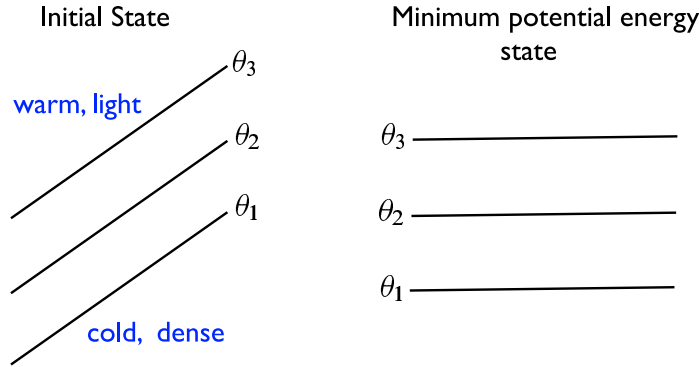 Initial State
θ3
warm, light
θ2
θ1
cold, dense
Minimum potential energy
state
θ3
θ2
θ1